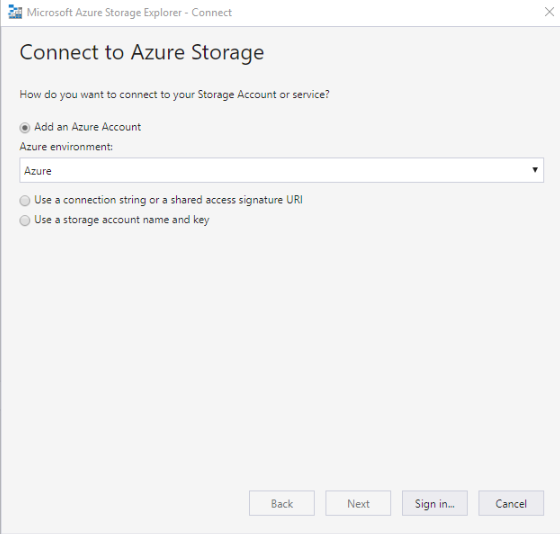 Microsoft Azure Storage Explorer - Connect
Connect to Azure Storage
How do you want to connect to your Storage Account or service?
Add an Azure Account
Azure environment:
Azure
Use a connection string or a shared access signature URI
Use a storage account name and key
Back Next Sign in... Cancel